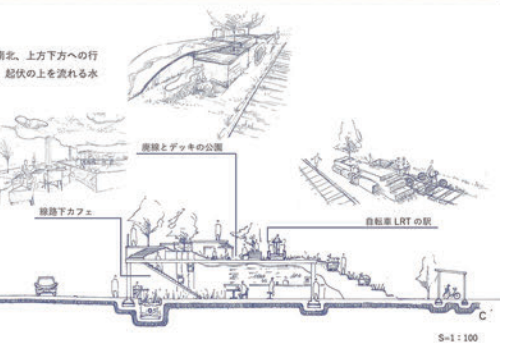 南北、上方下方への行
起伏の上を流れる水
廃線とデッキの公園
線路下カフェ
自転車 LRT の駅
C´
S=1：100